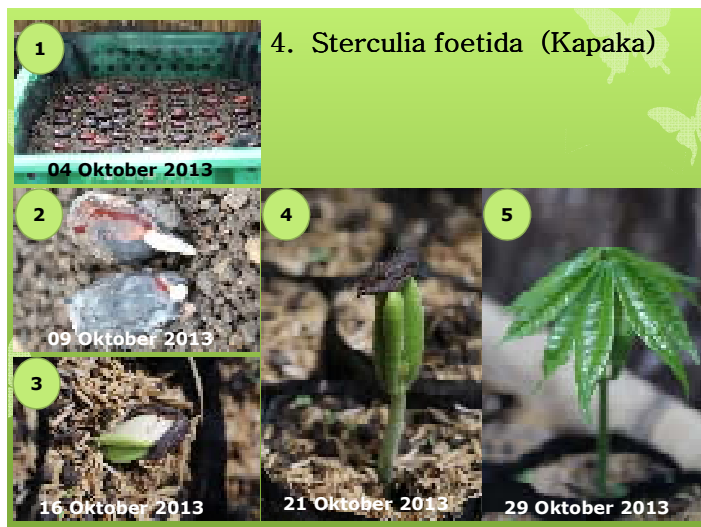 4. Sterculia foetida (Kapaka)
1
04 Oktober 2013
2
09 Oktober 2013
3
16 Oktober 2013
4
21 Oktober 2013
5
29 Oktober 2013